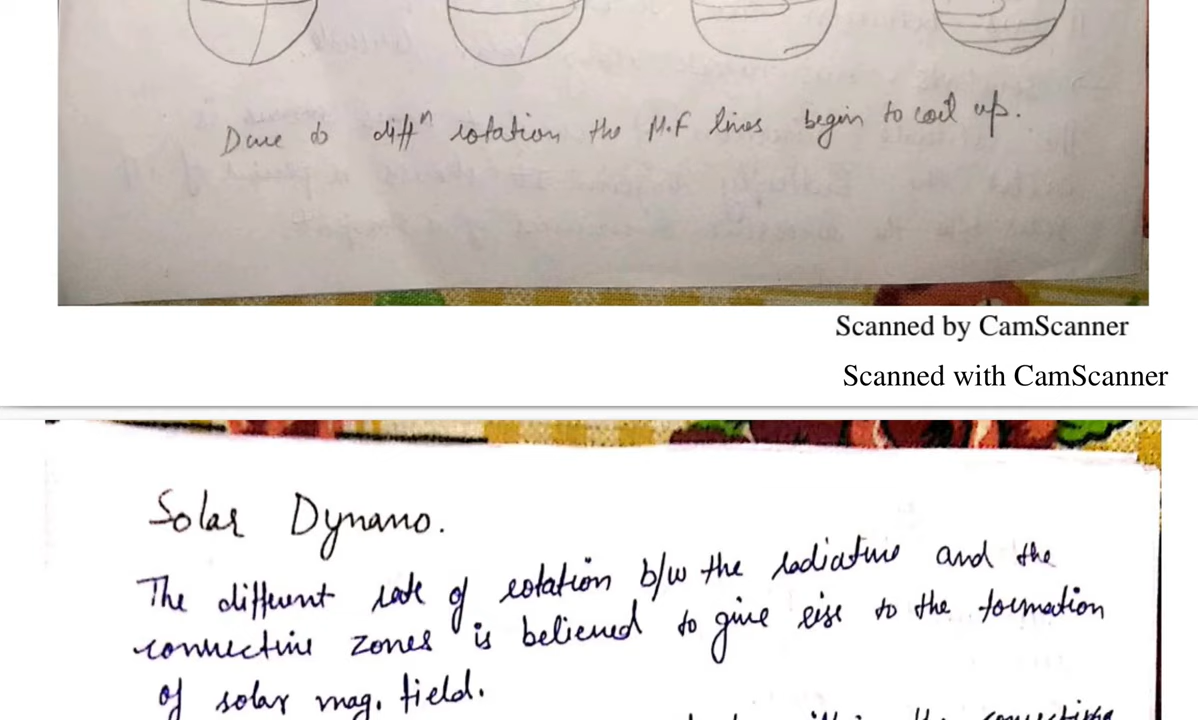 Due to diffⁿ rotation the M.F lines begin to coil up.
Scanned by CamScanner
Scanned with CamScanner
Solar Dynamo.
The different rate of rotation b/w the radiative and the
convective zones is believed to give rise to the formation
of solar mag. field.
the convective